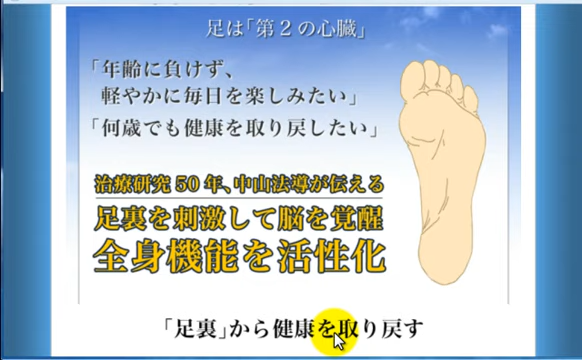 足は「第２の心臓」
「年齢に負けず、
軽やかに毎日を楽しみたい」
「何歳でも健康を取り戻したい」
治療研究50年、中山法導が伝える
足裏を刺激して脳を覚醒
全身機能を活性化
「足裏」から健康を取り戻す